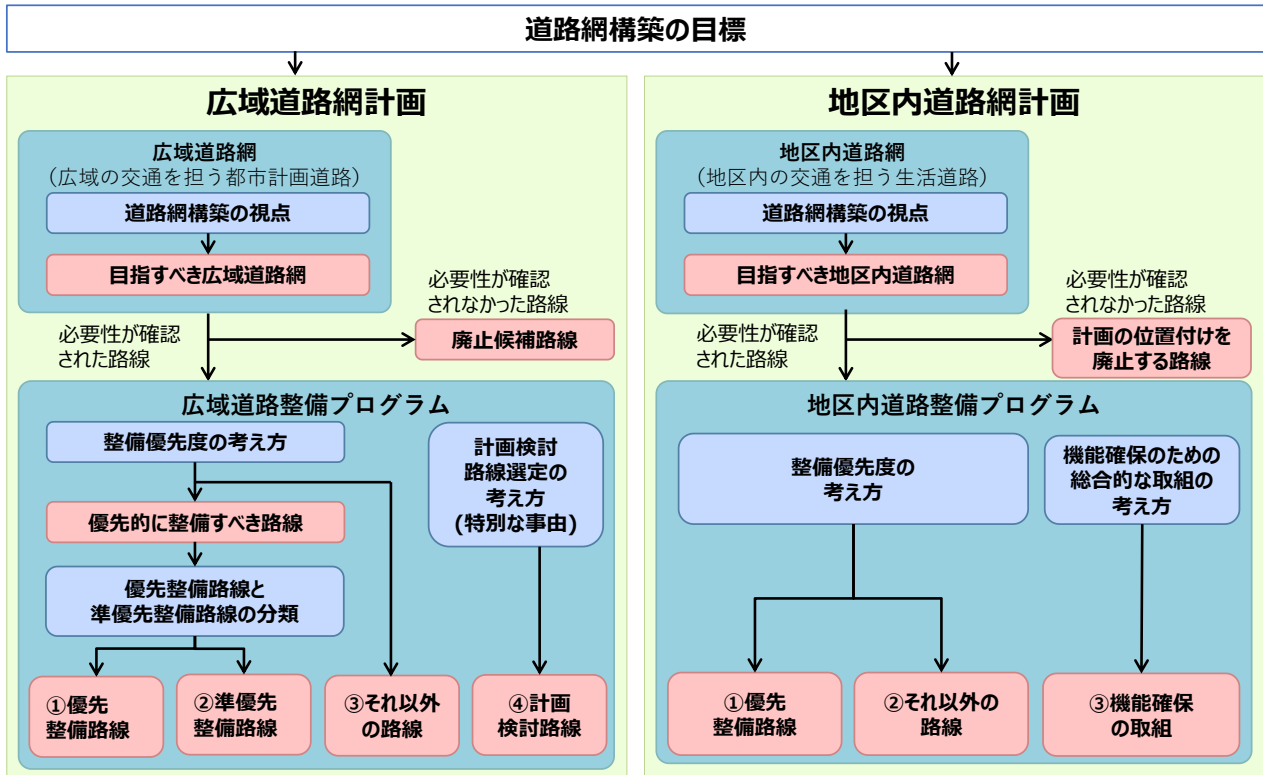 道路網構築の目標
広域道路網計画
広域道路網
（広域の交通を担う都市計画道路）
道路網構築の視点
目指すべき広域道路網
必要性が確認
されなかった路線
必要性が確認
された路線
廃止候補路線
広域道路整備プログラム
整備優先度の考え方
優先的に整備すべき路線
優先整備路線と
準優先整備路線の分類
計画検討
路線選定の
考え方
(特別な事由)
①優先
整備路線
②準優先
整備路線
③それ以外
の路線
④計画
検討路線
地区内道路網計画
地区内道路網
（地区内の交通を担う生活道路）
道路網構築の視点
目指すべき地区内道路網
必要性が確認
されなかった路線
必要性が確認
された路線
計画の位置付けを
廃止する路線
地区内道路整備プログラム
整備優先度の
考え方
機能確保のための
総合的な取組の
考え方
①優先
整備路線
②それ以外の
路線
③機能確保
の取組